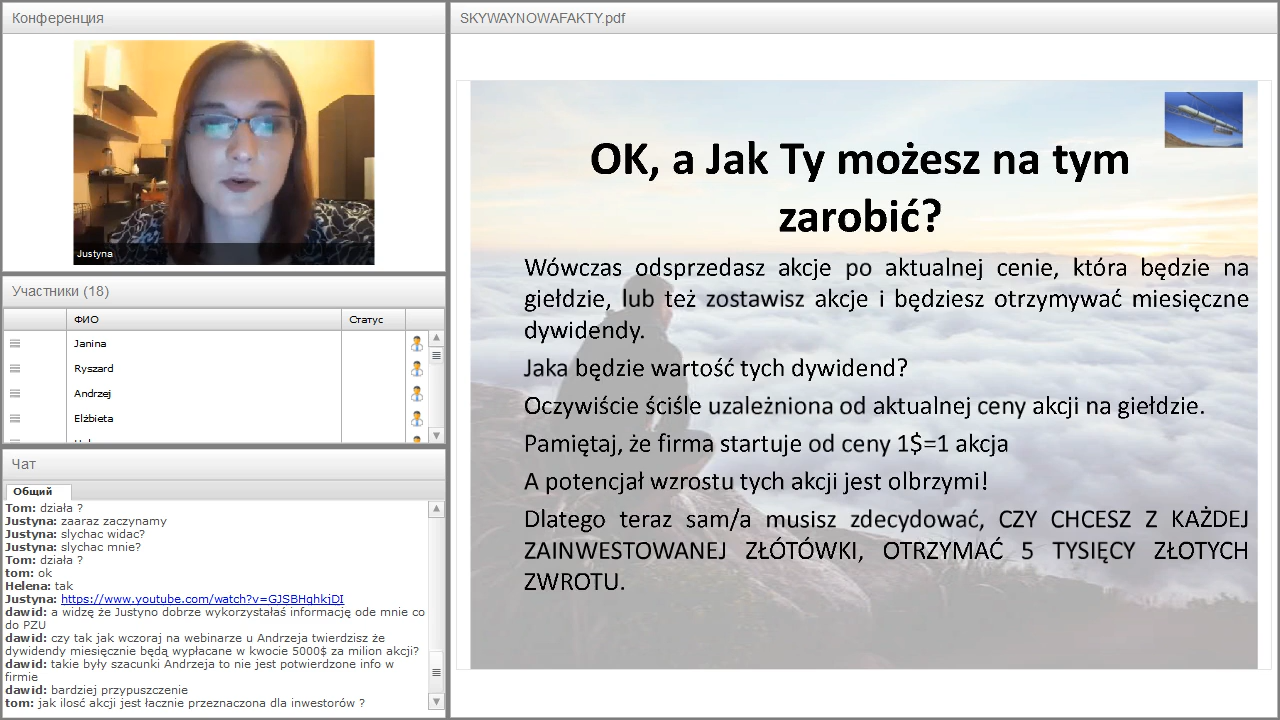 Конференция
Justyna
Участники (18)
ФИО
Статус
Janina
Ryszard
Andrzej
Elżbieta
Чат
Общий
Tom: działa ?
Justyna: zaaraz zaczynamy
Justyna: slychac widac?
Justyna: slychac mnie?
Tom: działa ?
tom: ok
Helena: tak
Justyna: https://www.youtube.com/watch?v=GJSBHqhkjDI
dawid: a widzę że Justyno dobrze wykorzystałaś informację ode mnie co
do PZU
dawid: czy tak jak wczoraj na webinarze u Andrzeja twierdzisz że
dywidendy miesięcznie będą wypłacane w kwocie 5000$ za milion akcji?
dawid: takie były szacunki Andrzeja to nie jest potwierdzone info w
firmie
dawid: bardziej przypuszczenie
tom: jak ilosć akcji jest łacznie przeznaczona dla inwestorów ?
SKYWAYNOWAFAKTY.pdf
OK, a Jak Ty możesz na tym
zarobić?
Wówczas odsprzedasz akcje po aktualnej cenie, która będzie na
giełdzie, lub też zostawisz akcje i będziesz otrzymywać miesięczne
dywidendy.
Jaka będzie wartość tych dywidend?
Oczywiście ściśle uzależniona od aktualnej ceny akcji na giełdzie.
Pamiętaj, że firma startuje od ceny 1$=1 akcja
A potencjał wzrostu tych akcji jest olbrzymi!
Dlatego teraz sam/a musisz zdecydować, CZY CHCESZ Z KAŻDEJ
ZAINWESTOWANEJ ZŁÓTÓWKI, OTRZYMAĆ 5 TYSIĘCY ZŁOTYCH
ZWROTU.